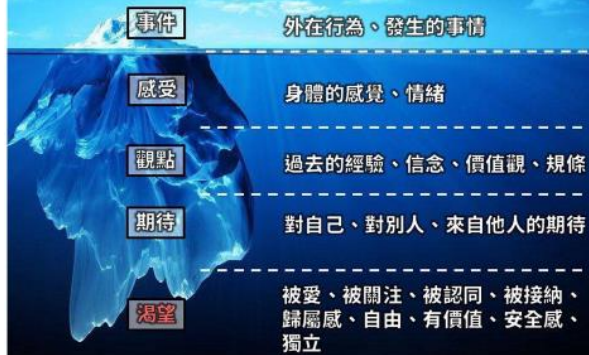 事件
外在行為、發生的事情
感受
身體的感覺、情緒
觀點
過去的經驗、信念、價值觀、規條
期待
對自己、對別人、來自他人的期待
渴望
被愛、被關注、被認同、被接納、
歸屬感、自由、有價值、安全感、
獨立